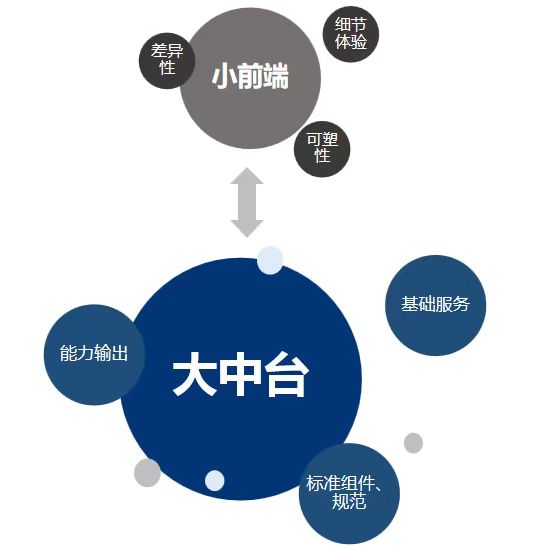 细节
体验
差异
性
小前端
可塑
性
基础服务
能力输出
大中台
标准组件、
规范